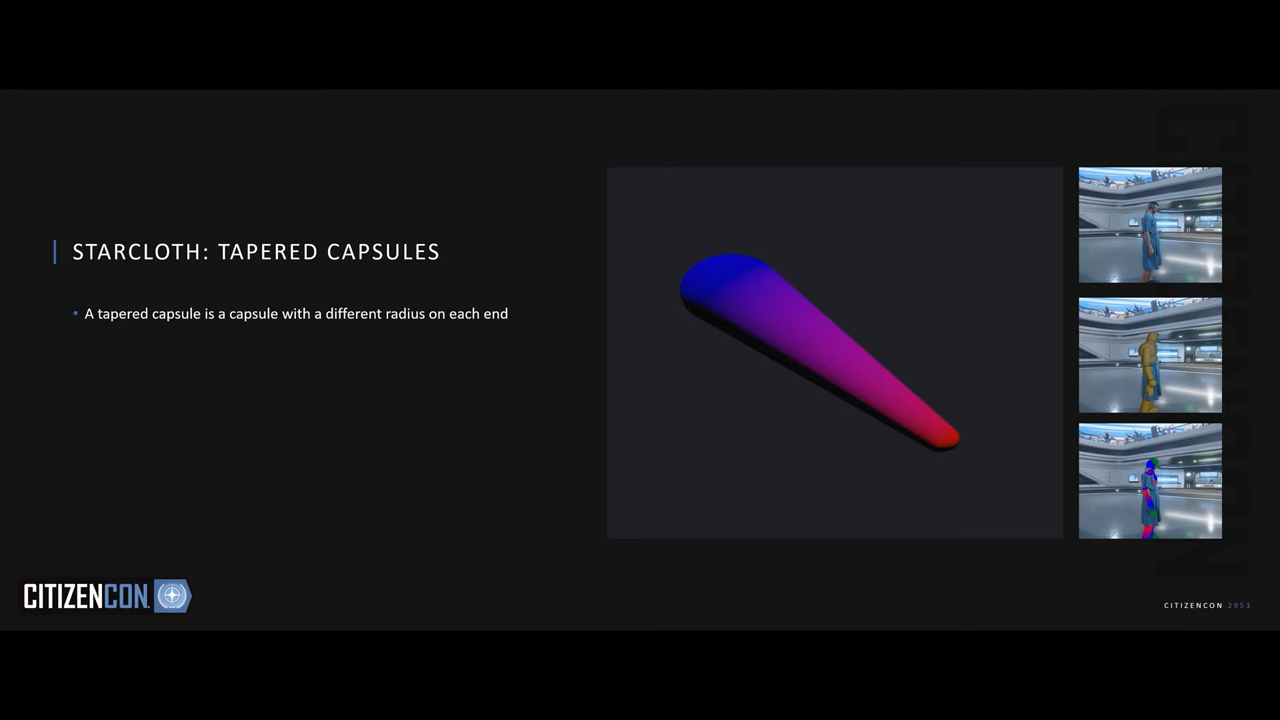 STARCLOTH: TAPERED CAPSULES
• A tapered capsule is a capsule with a different radius on each end
CITIZENCON
CITIZENCON 2953